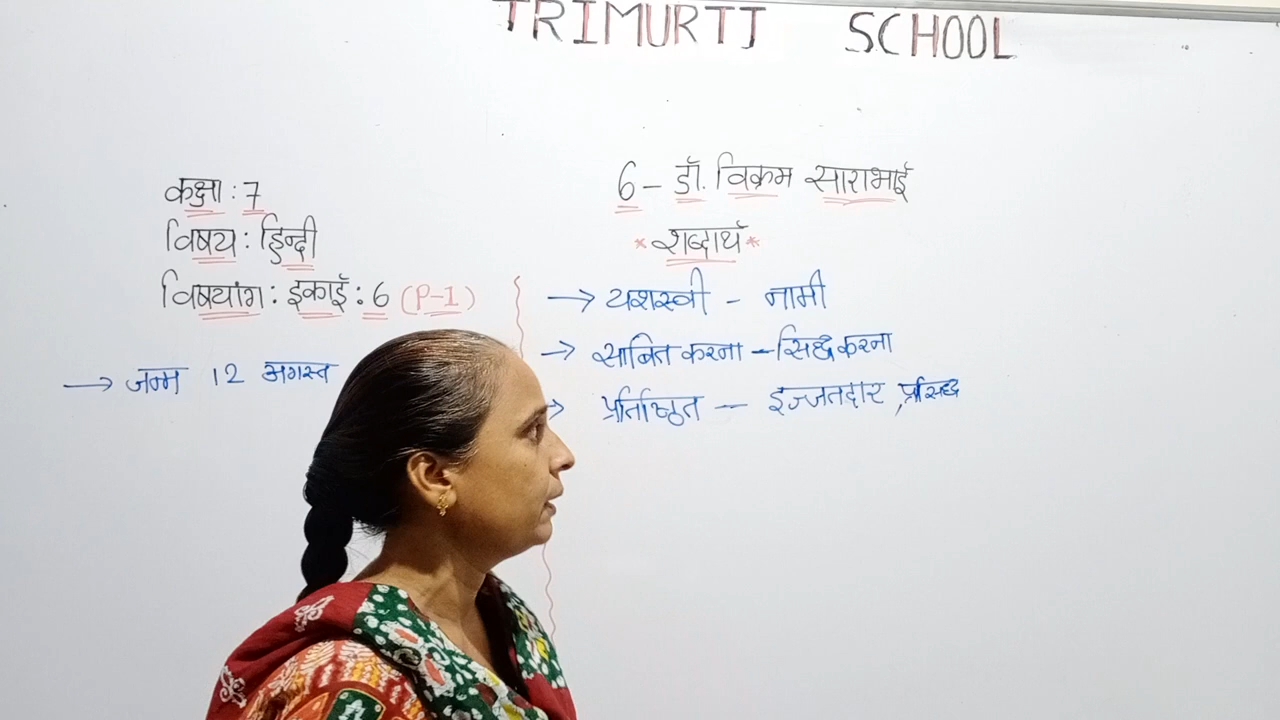 TRIMURTI SCHOOL
कक्षा : 7
विषय : हिन्दी
विषयांग : इकाई : 6 (P-1)
→ जन्म 12 अगस्त
6 - डॉ. विक्रम साराभाई
* शब्दार्थ *
→ यशस्वी - नामी
→ साबित करना - सिद्ध करना
→ प्रतिष्ठित - इज्जतदार, प्रसिद्ध